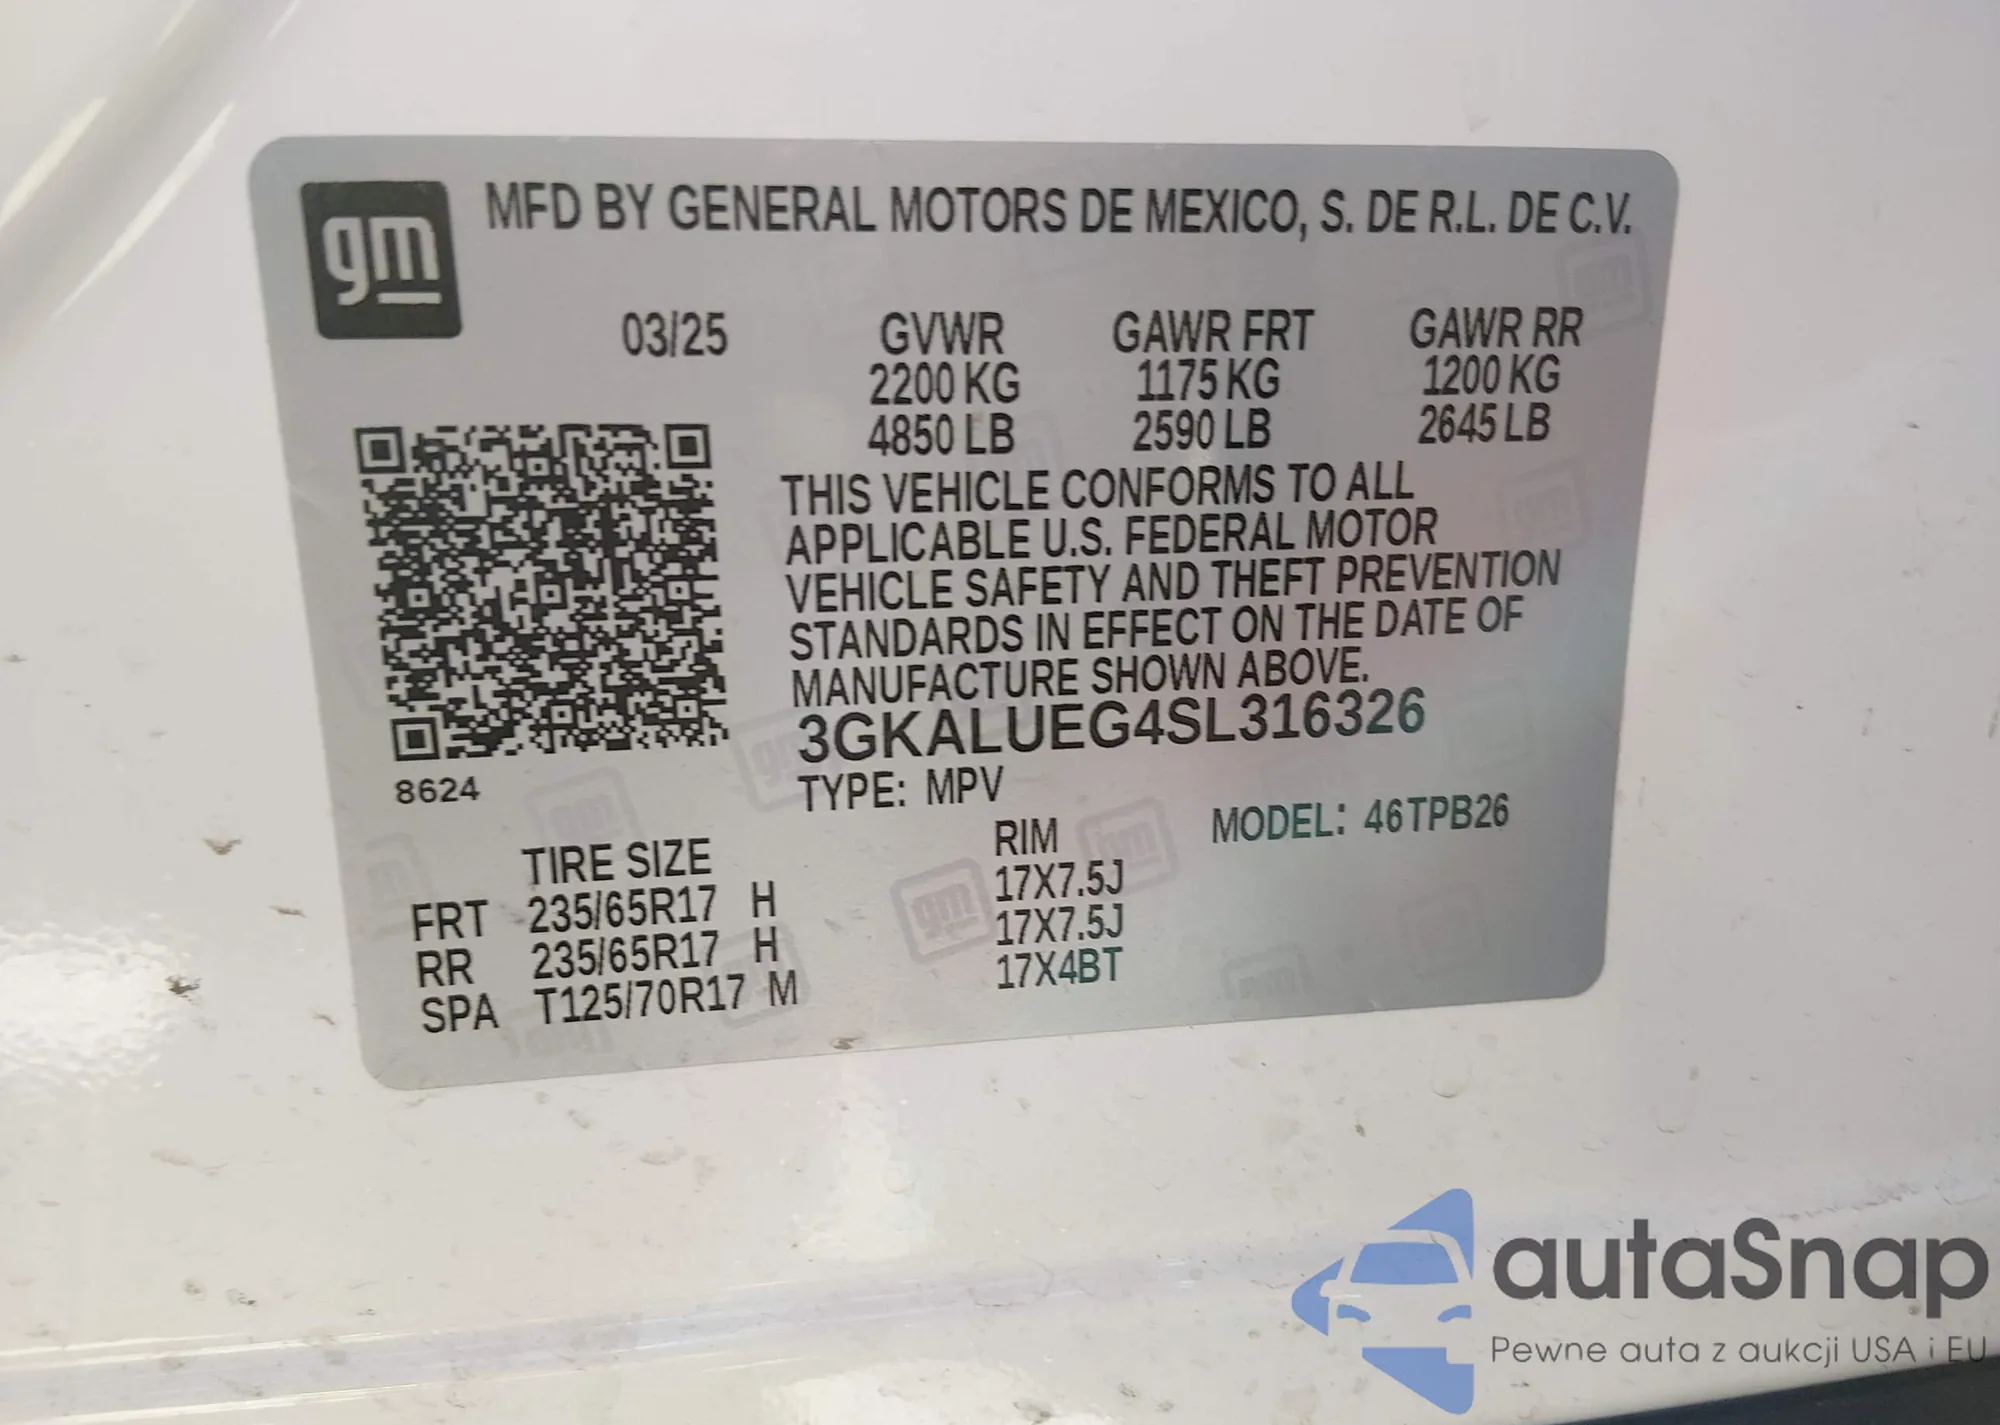 gm
MFD BY GENERAL MOTORS DE MEXICO, S. DE R.L. DE C.V.
03/25 GVWR GAWR FRT GAWR RR
2200 KG 1175 KG 1200 KG
4850 LB 2590 LB 2645 LB
THIS VEHICLE CONFORMS TO ALL
APPLICABLE U.S. FEDERAL MOTOR
VEHICLE SAFETY AND THEFT PREVENTION
STANDARDS IN EFFECT ON THE DATE OF
MANUFACTURE SHOWN ABOVE.
3GKALUEG4SL316326
8624
TYPE: MPV
MODEL: 46TPB26
TIRE SIZE RIM
FRT 235/65R17 H 17X7.5J
RR 235/65R17 H 17X7.5J
SPA T125/70R17 M 17X4BT
autaSnap
Pewne auta z aukcji USA i EU